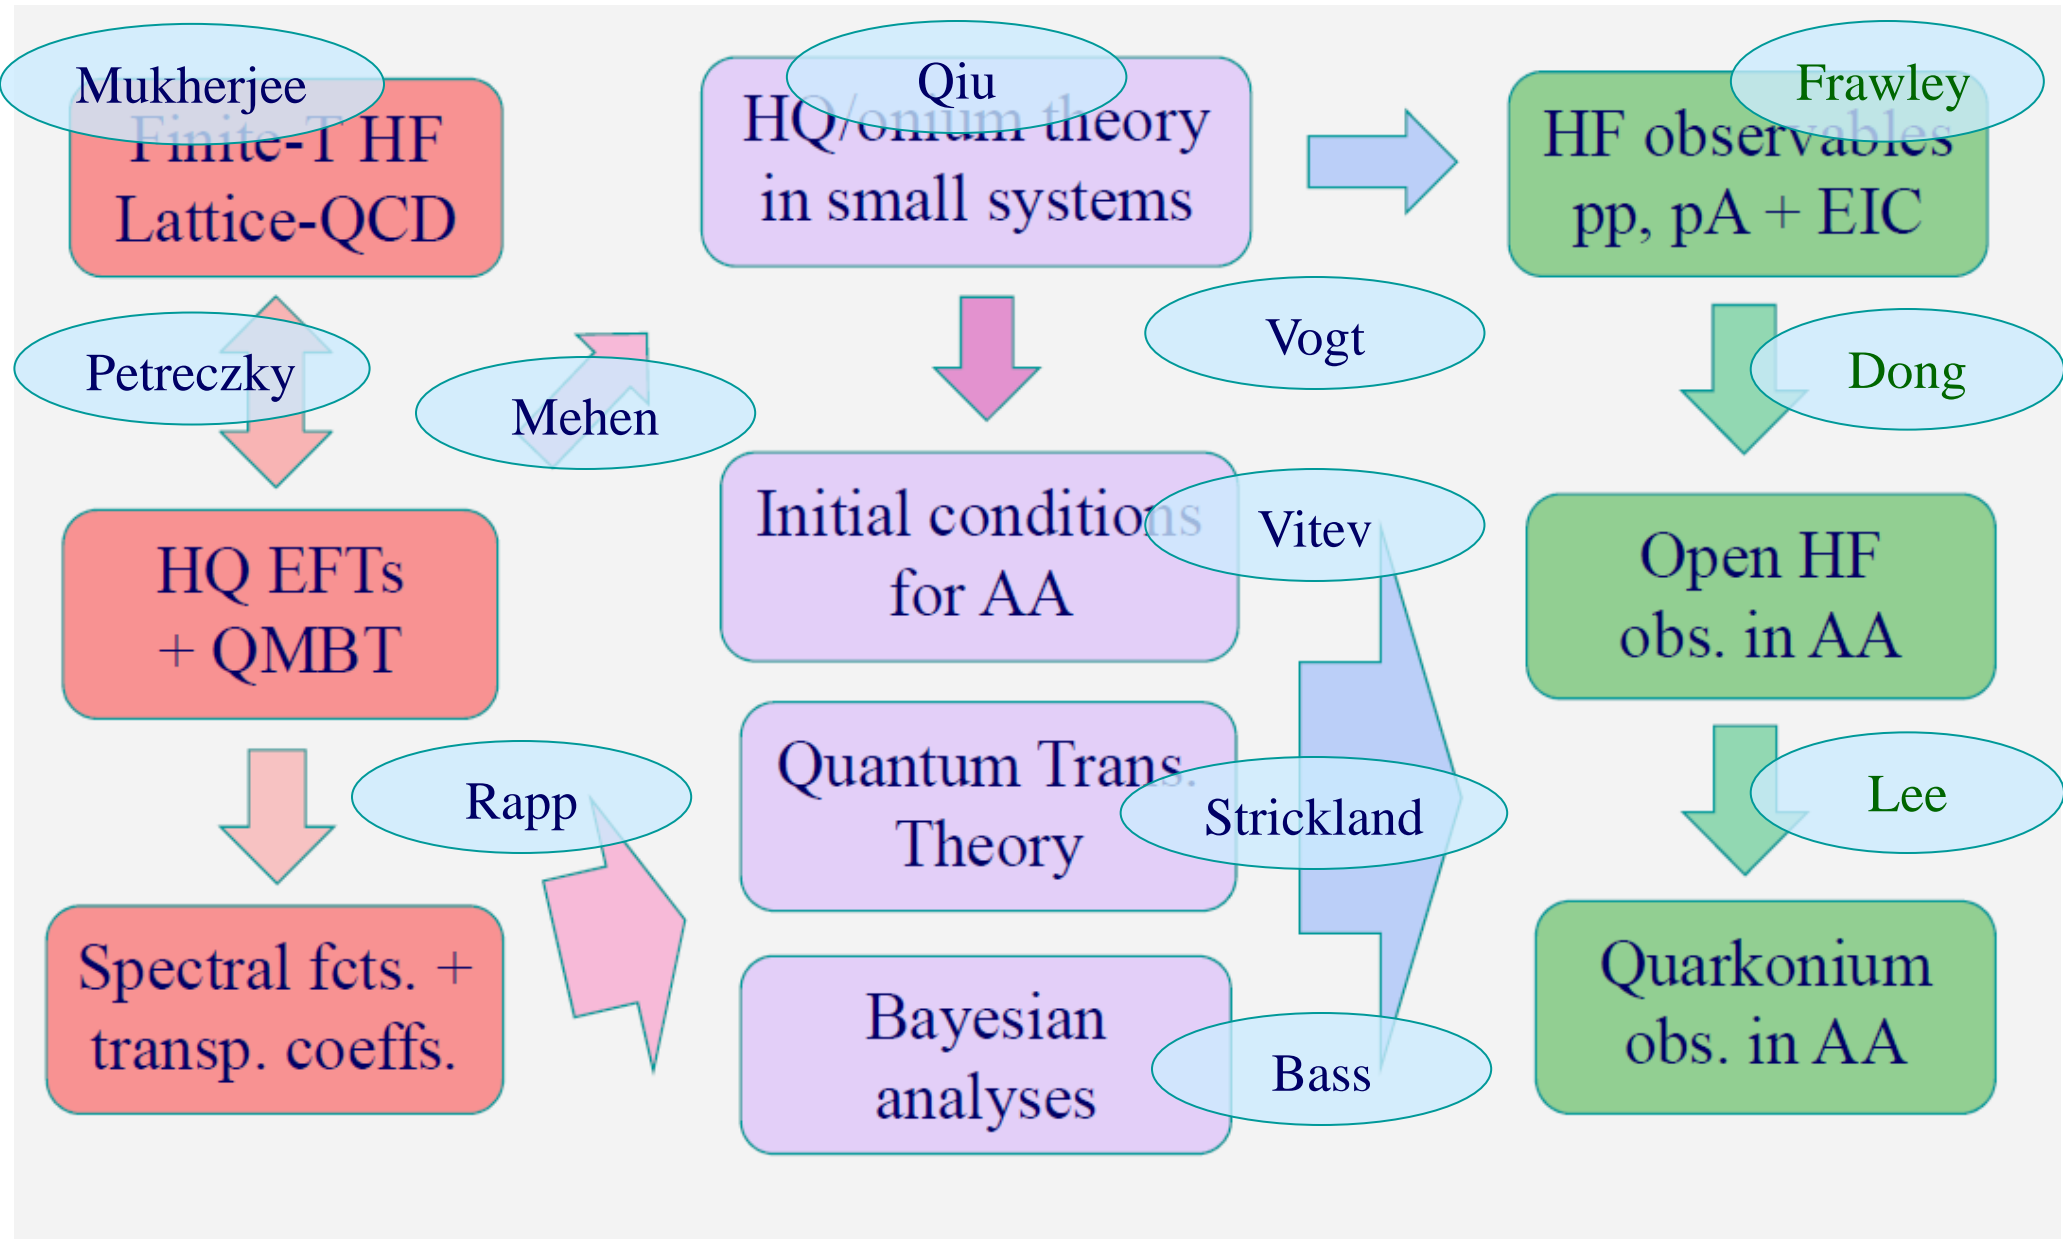 Mukherjee
Finite-T HF
Lattice-QCD
Petreczky
HQ EFTs
+ QMBT
Spectral fcts. +
transp. coeffs.
Mehen
Rapp
Qiu
HQ/onium theory
in small systems
Vogt
Initial conditions
for AA
Vitev
Quantum Trans.
Theory
Strickland
Bayesian
analyses
Bass
Frawley
HF observables
pp, pA + EIC
Dong
Open HF
obs. in AA
Lee
Quarkonium
obs. in AA